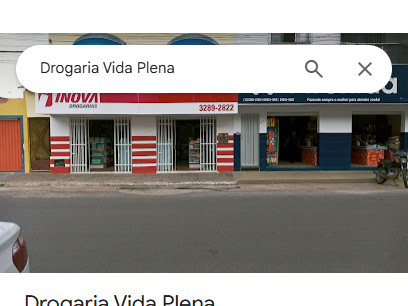 Drogaria Vida Plena
INOVA
DROGARIAS
3289-2822
Fazendo sempre o melhor para atender você!
Drogaria Vida Plena